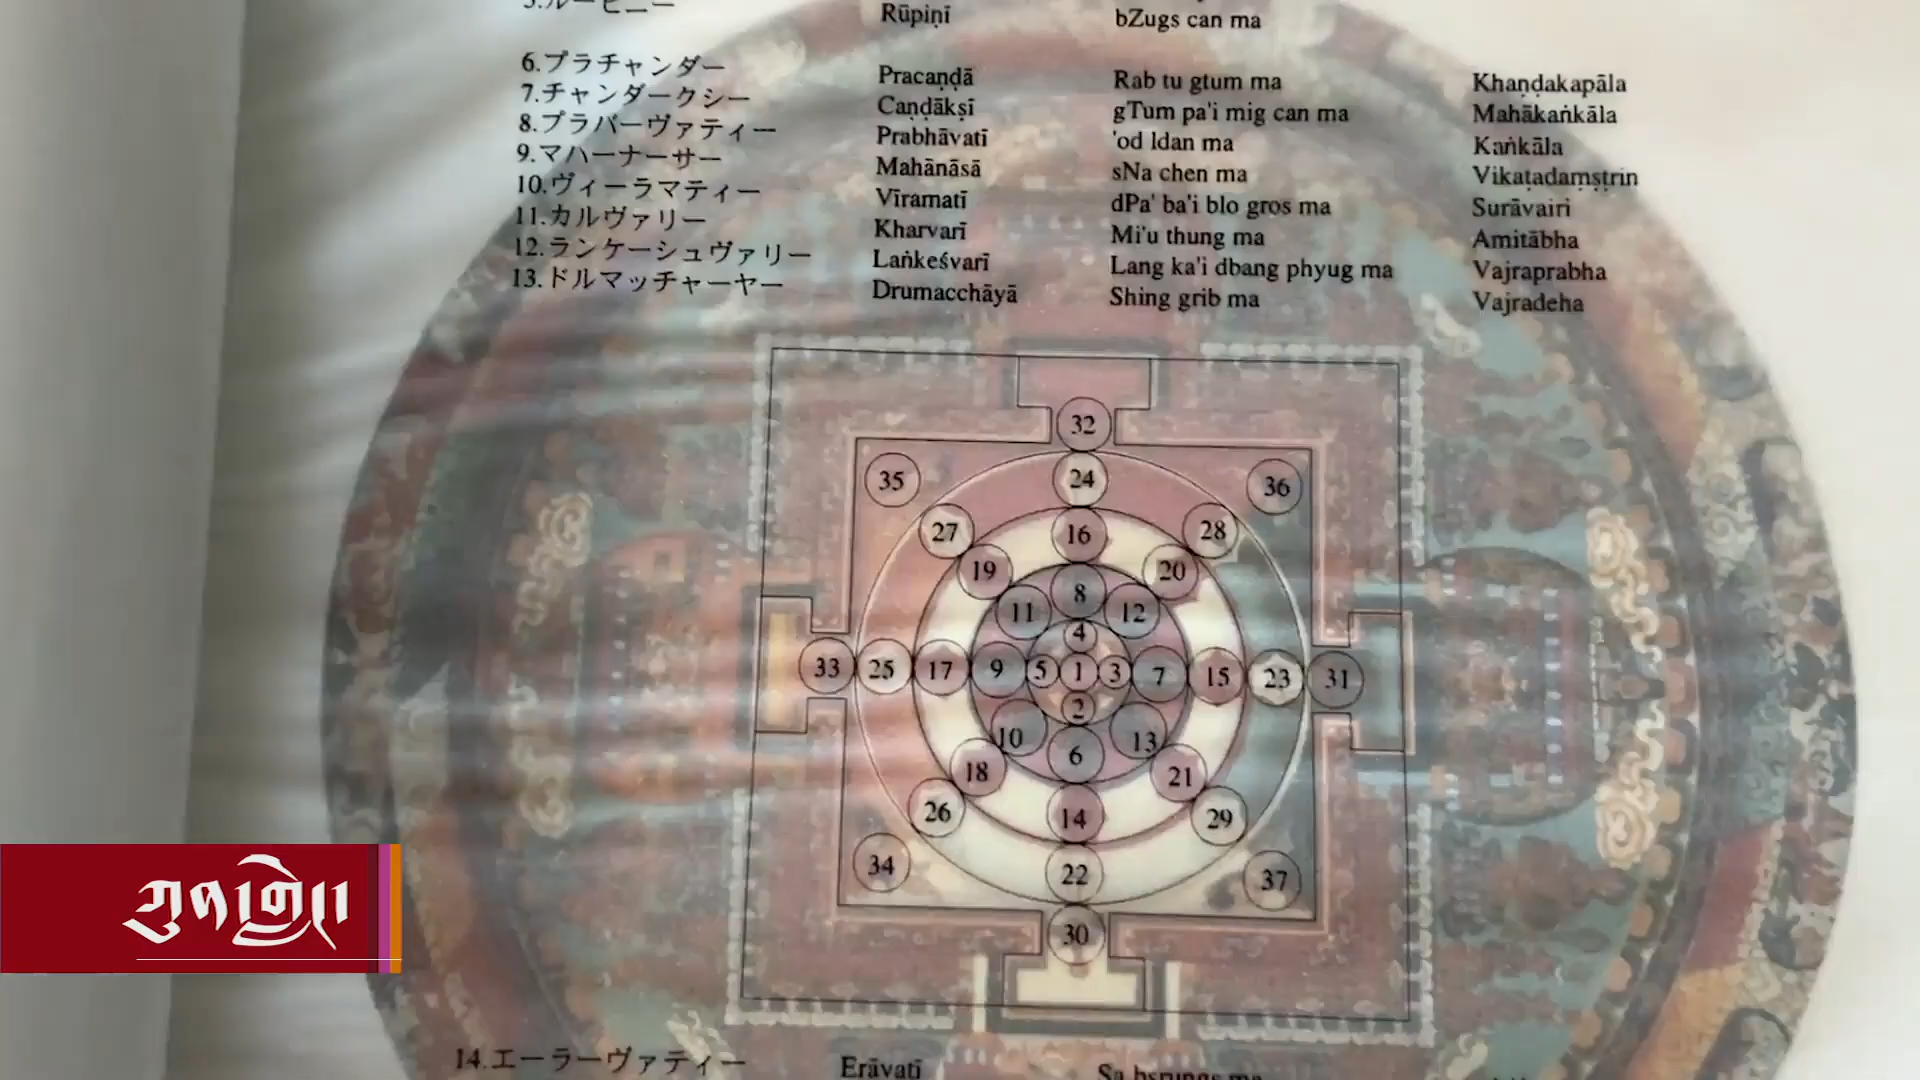 5.ルーピニー Rūpiṇī bZugs can ma
6.プラチャンダー Pracaṇḍā Rab tu gtum ma Khaṇḍakapāla
7.チャンダークシー Caṇḍākṣī gTum pa'i mig can ma Mahākaṅkāla
8.プラバーヴァティー Prabhāvatī 'od ldan ma Kaṅkāla
9.マハーナーサー Mahānāsā sNa chen ma Vikaṭadaṃṣṭrin
10.ヴィーラマティー Vīramatī dPa' ba'i blo gros ma Surāvairi
11.カルヴァリー Kharvarī Mi'u thung ma Amitābha
12.ランケーシュヴァリー Laṅkeśvarī Lang ka'i dbang phyug ma Vajraprabha
13.ドルマッチャーヤー Drumacchāyā Shing grib ma Vajradeha
32
35 24 36
27 16 28
19 8 20
11 4 12
33 25 17 9 5 1 3 7 15 23 31
2
10 6 13
18 14 21
26 22 29
34 37
30
14.エーラーヴァティー Erāvatī